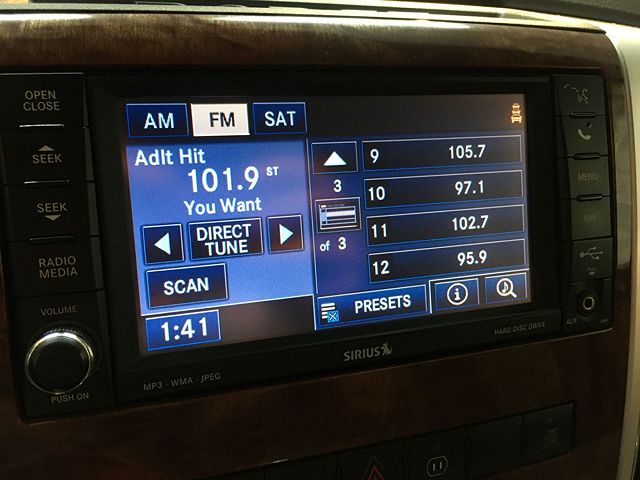 OPEN
CLOSE
SEEK
SEEK
RADIO
MEDIA
VOLUME
PUSH ON
AM FM SAT
Adlt Hit
101.9 ST
You Want
DIRECT
TUNE
SCAN
1:41
3
of 3
9 105.7
10 97.1
11 102.7
12 95.9
PRESETS
MENU
AUX
SIRIUS
HARD DISC DRIVE
MP3 · WMA · JPEG